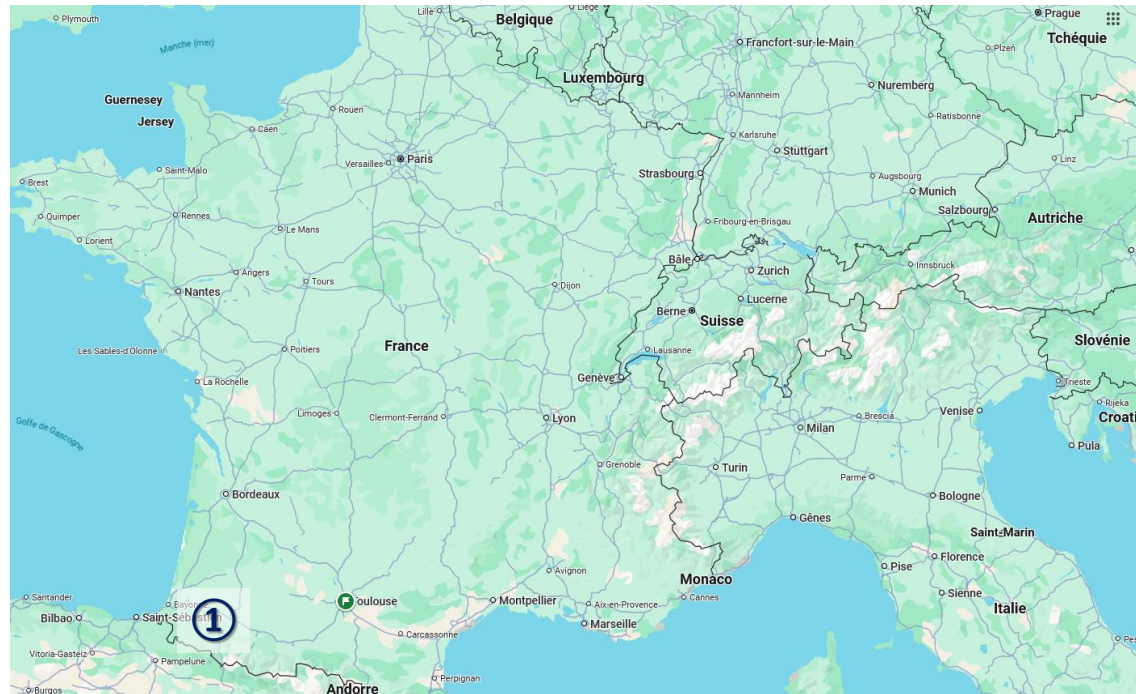 Plymouth
Lille
Belgique
Liège
Prague
Tchéquie
Manche (mer)
Francfort-sur-le-Main
Plzeň
Luxembourg
Guernesey
Jersey
Rouen
Mannheim
Nuremberg
Ratisbonne
Caen
Karlsruhe
Versailles
Paris
Stuttgart
Linz
Saint-Malo
Strasbourg
Augsbourg
Brest
Munich
Quimper
Rennes
Le Mans
Fribourg-en-Brisgau
Salzbourg
Autriche
Lorient
Bâle
Zurich
Innsbruck
Angers
Tours
Dijon
Nantes
Lucerne
Berne
Suisse
Slovénie
Les Sables-d'Olonne
Poitiers
France
Lausanne
Genève
La Rochelle
Trieste
Golfe de Gascogne
Limoges
Clermont-Ferrand
Lyon
Brescia
Venise
Rijeka
Croati
Milan
Pula
Grenoble
Turin
Parme
Bordeaux
Bologne
Gênes
Saint-Marin
Florence
Avignon
Monaco
Pise
Santander
Bayonne
oulouse
Montpellier
Aix-en-Provence
Cannes
Sienne
Italie
Bilbao
Saint-Sébastien
1
Marseille
Carcassonne
Pes
Vitoria-Gasteiz
Pampelune
Perpignan
Burgos
Andorre